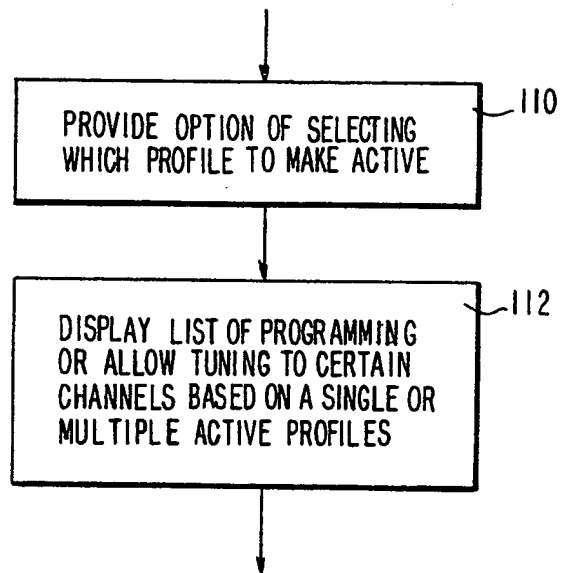 110
PROVIDE OPTION OF SELECTING
WHICH PROFILE TO MAKE ACTIVE
112
DISPLAY LIST OF PROGRAMMING
OR ALLOW TUNING TO CERTAIN
CHANNELS BASED ON A SINGLE OR
MULTIPLE ACTIVE PROFILES